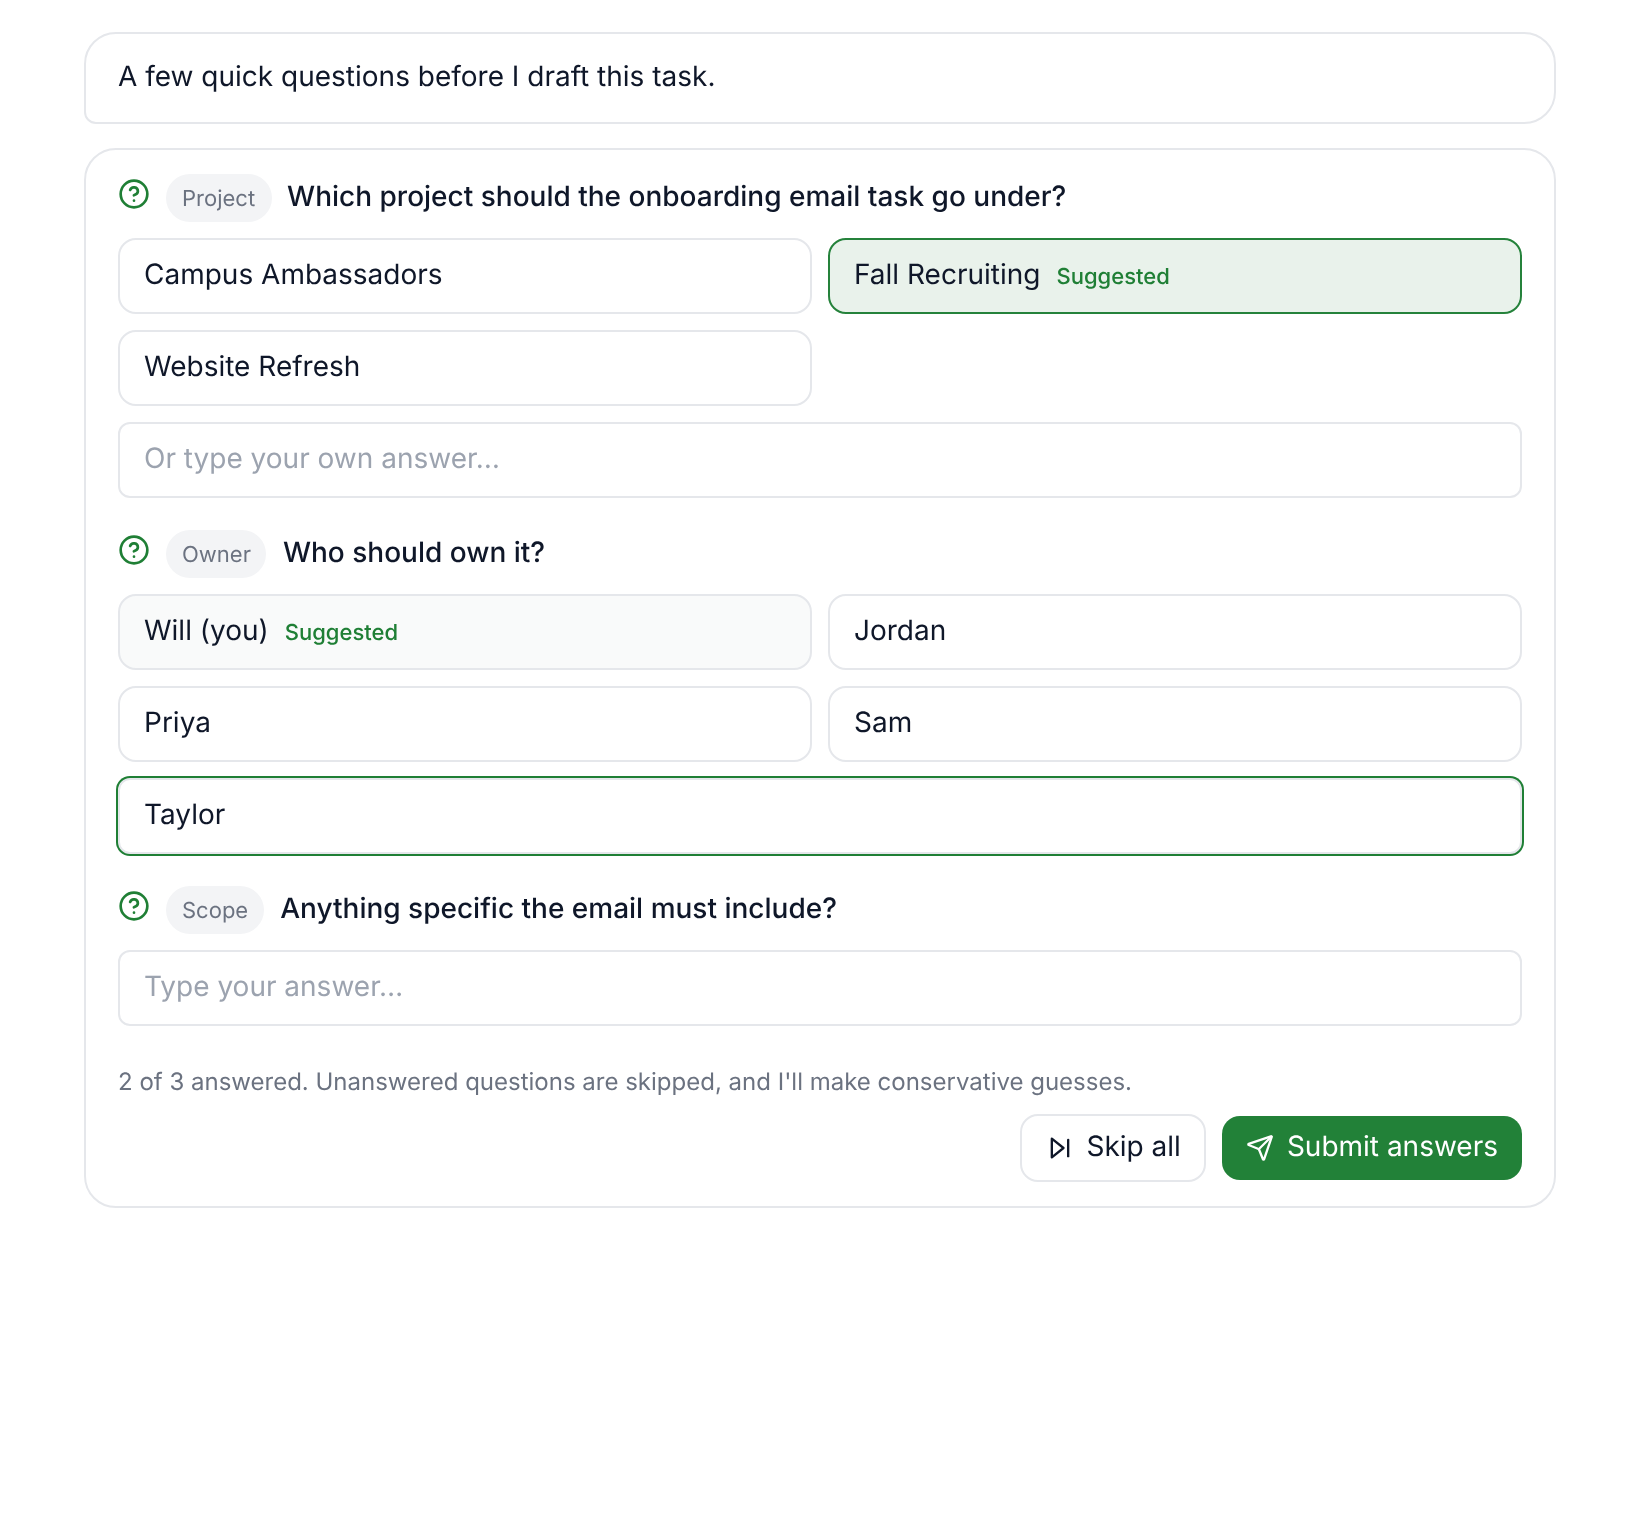 A few quick questions before I draft this task.
Project Which project should the onboarding email task go under?
Campus Ambassadors
Fall Recruiting Suggested
Website Refresh
Or type your own answer...
Owner Who should own it?
Will (you) Suggested
Jordan
Priya
Sam
Taylor
Scope Anything specific the email must include?
Type your answer...
2 of 3 answered. Unanswered questions are skipped, and I'll make conservative guesses.
Skip all
Submit answers